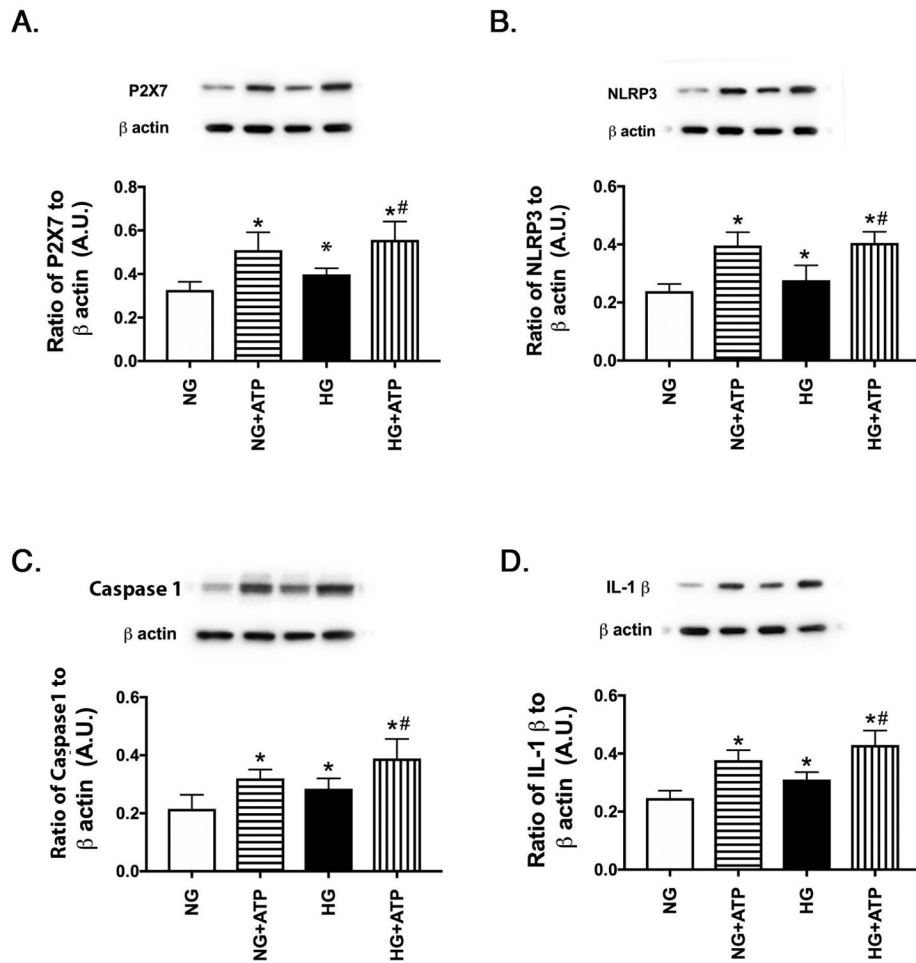 A.
P2X7
β actin
Ratio of P2X7 to
β actin (A.U.)
0.8
0.6
0.4
0.2
0.0
*
*
*#
NG
NG+ATP
HG
HG+ATP
B.
NLRP3
β actin
Ratio of NLRP3 to
β actin (A.U.)
0.6
0.4
0.2
0.0
*
*
*#
NG
NG+ATP
HG
HG+ATP
C.
Caspase 1
β actin
Ratio of Caspase1 to
β actin (A.U.)
0.6
0.4
0.2
0.0
*
*
*#
NG
NG+ATP
HG
HG+ATP
D.
IL-1 β
β actin
Ratio of IL-1 β to
β actin (A.U.)
0.6
0.4
0.2
0.0
*
*
*#
NG
NG+ATP
HG
HG+ATP